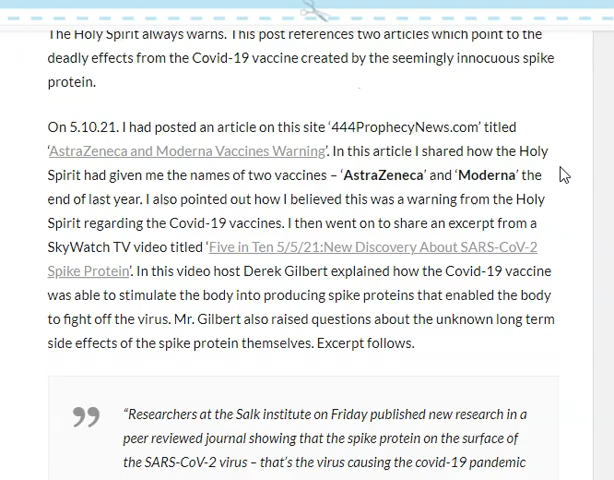 The Holy Spirit always warns. This post references two articles which point to the
deadly effects from the Covid-19 vaccine created by the seemingly innocuous spike
protein.
On 5.10.21. I had posted an article on this site ‘444ProphecyNews.com’ titled
‘AstraZeneca and Moderna Vaccines Warning’. In this article I shared how the Holy
Spirit had given me the names of two vaccines – ‘AstraZeneca’ and ‘Moderna’ the
end of last year. I also pointed out how I believed this was a warning from the Holy
Spirit regarding the Covid-19 vaccines. I then went on to share an excerpt from a
SkyWatch TV video titled ‘Five in Ten 5/5/21:New Discovery About SARS-CoV-2
Spike Protein’. In this video host Derek Gilbert explained how the Covid-19 vaccine
was able to stimulate the body into producing spike proteins that enabled the body
to fight off the virus. Mr. Gilbert also raised questions about the unknown long term
side effects of the spike protein themselves. Excerpt follows.
“Researchers at the Salk institute on Friday published new research in a
peer reviewed journal showing that the spike protein on the surface of
the SARS-CoV-2 virus – that’s the virus causing the covid-19 pandemic